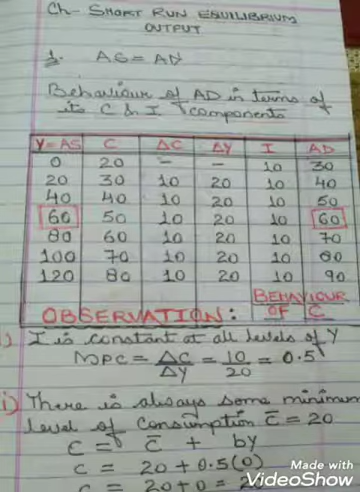 Ch- SHORT RUN EQUILIBRIUM
OUTPUT
1. AS = AD
Behaviour of AD in terms of
its C & I components
Y=AS C ΔC ΔY I AD
0 20 - - 10 30
20 30 10 20 10 40
40 40 10 20 10 50
60 50 10 20 10 60
80 60 10 20 10 70
100 70 10 20 10 80
120 80 10 20 10 90
BEHAVIOUR
OBSERVATION: OF C̅
i) I is constant at all levels of Y
MPC = ΔC/ΔY = 10/20 = 0.5
i) There is always some minimum
level of consumption C̅ = 20
C = C̅ + by
C = 20 + 0.5(0)
C = 20 + 0 = 2
Made with
VideoShow